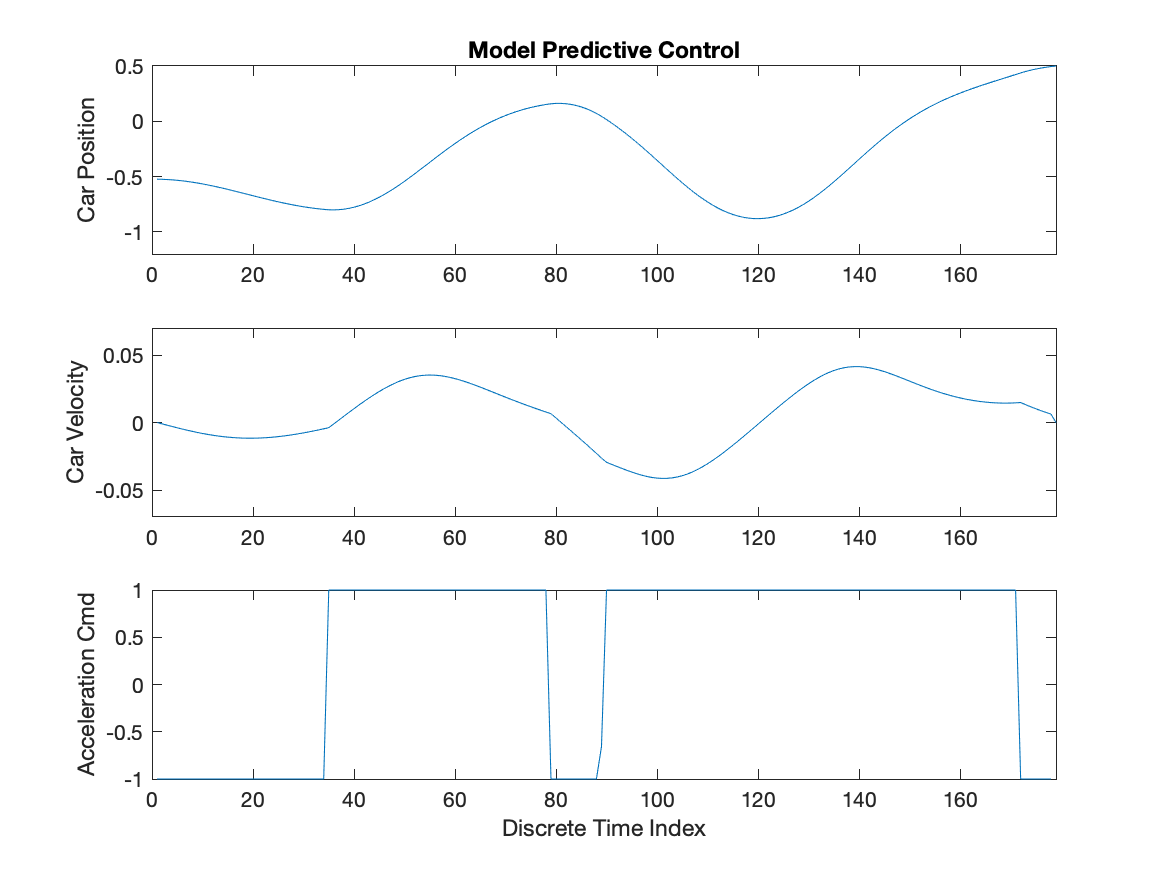 Model Predictive Control
0.5
0
-0.5
-1
Car Position
0 20 40 60 80 100 120 140 160
0.05
0
-0.05
Car Velocity
0 20 40 60 80 100 120 140 160
1
0.5
0
-0.5
-1
Acceleration Cmd
0 20 40 60 80 100 120 140 160
Discrete Time Index